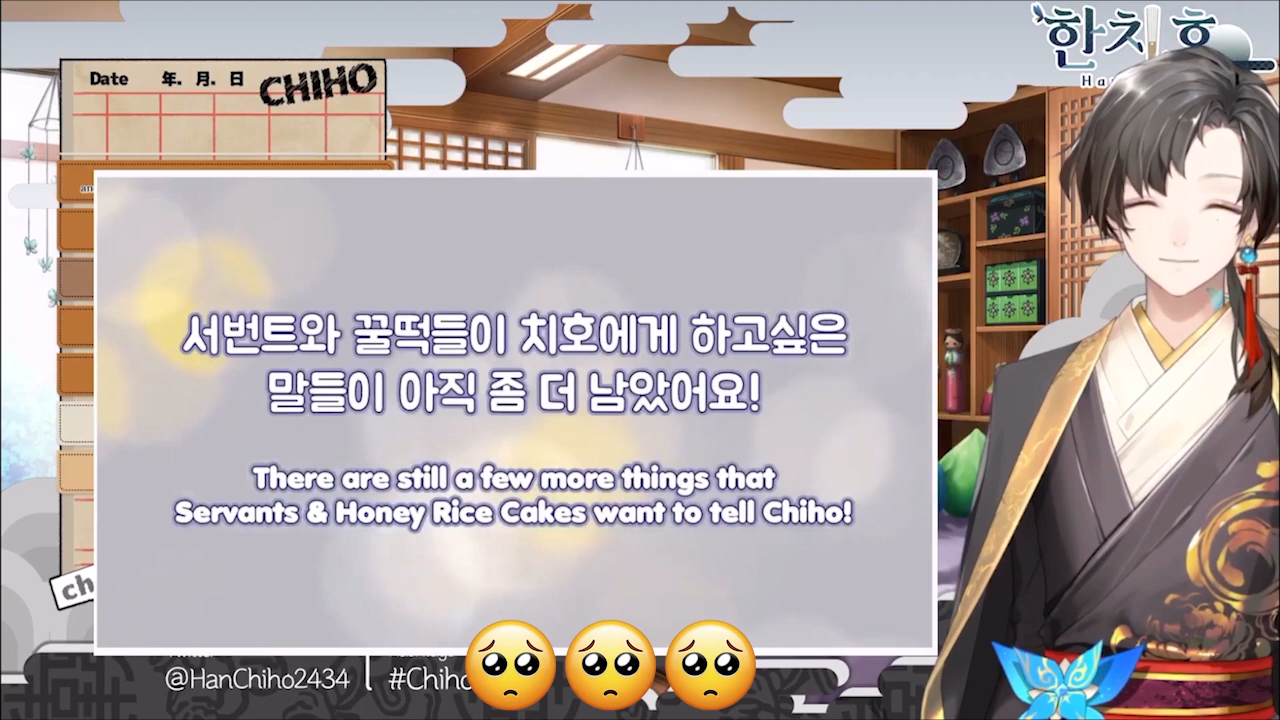 한치호
Date 年. 月. 日
CHIHO
서번트와 꿀떡들이 치호에게 하고싶은
말들이 아직 좀 더 남았어요!
There are still a few more things that
Servants & Honey Rice Cakes want to tell Chiho!
ch
@HanChiho2434 #Chiho